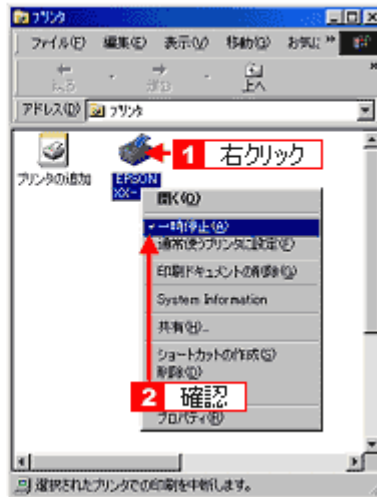 プリンタ
ファイル(F) 編集(E) 表示(V) 移動(G) お気に »
戻る 進む 上へ
アドレス(D) プリンタ
1 右クリック
プリンタの追加 EPSON
XX-
開く(O)
一時停止(A)
通常使うプリンタに設定(E)
印刷ドキュメントの削除(G)
System Information
共有(H)...
ショートカットの作成(S)
削除(D)
2 確認
プロパティ(R)
選択されたプリンタでの印刷を中断します。